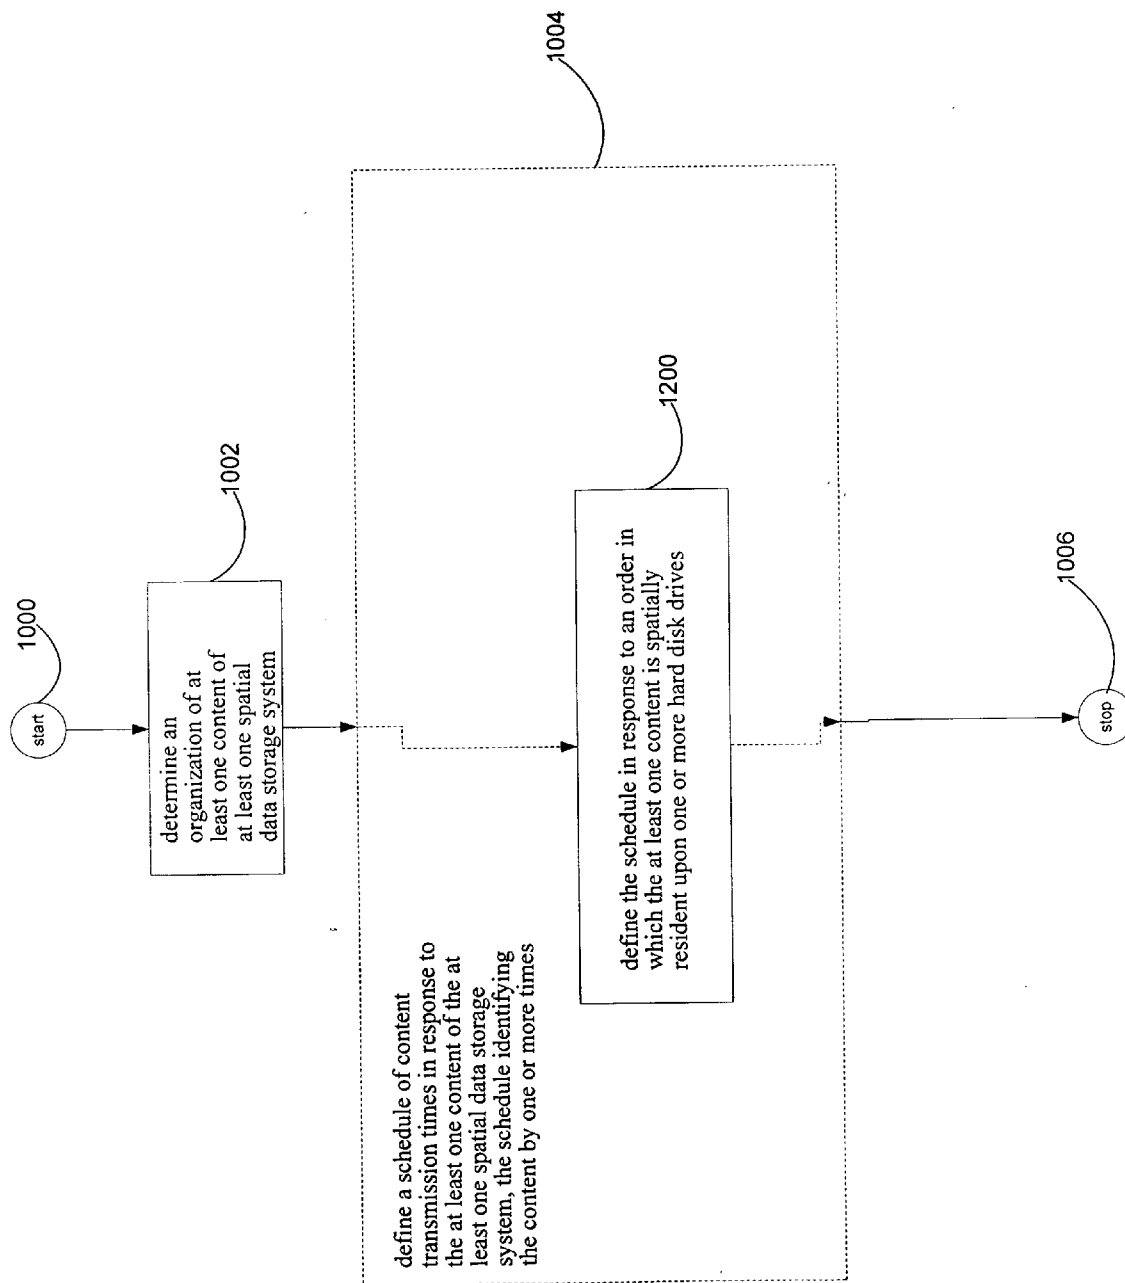 start
1000
determine an
organization of at
least one content of
at least one spatial
data storage system
1002
1004
define a schedule of content
transmission times in response to
the at least one content of the at
least one spatial data storage
system, the schedule identifying
the content by one or more times
1200
define the schedule in response to an order in
which the at least one content is spatially
resident upon one or more hard disk drives
1006
stop